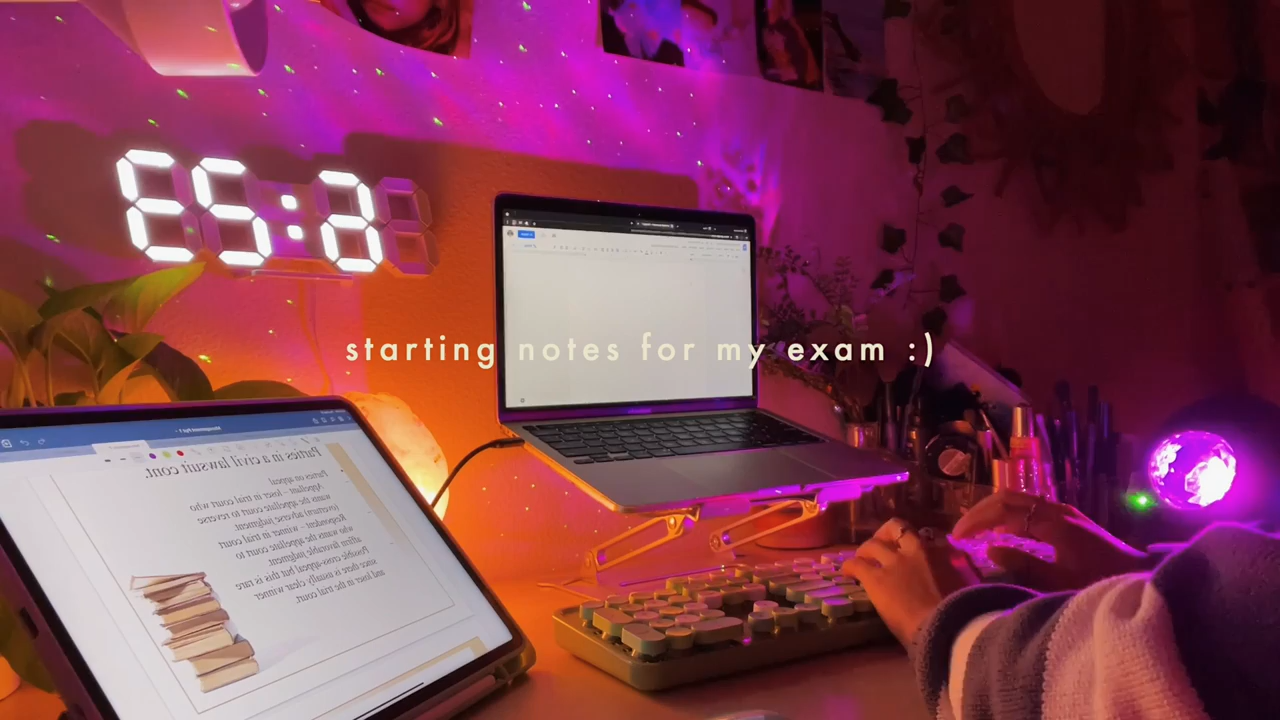 6:23
starting notes for my exam :)
Parties in a civil lawsuit cont.
Parties on appeal
Appellant – loser in trial court who
wants the appellate court to reverse
(overturn) adverse judgment.
Respondent – winner in trial court
who wants the appellate court to
affirm favorable judgment.
Possible cross-appeal but this is rare
since there is usually clear winner
and loser in the trial court.